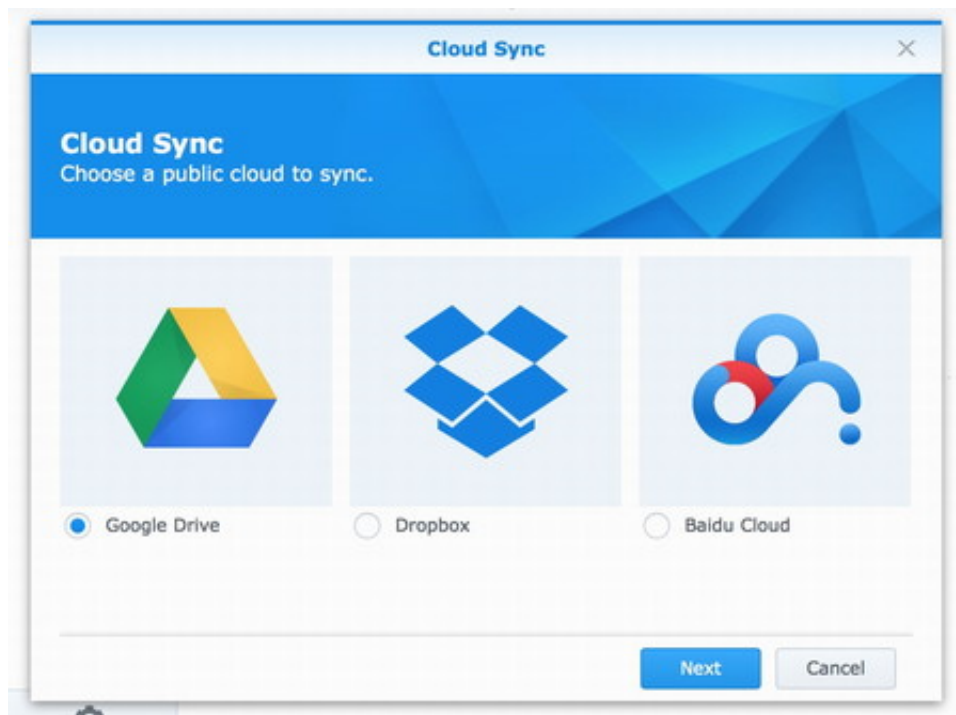 Cloud Sync
Cloud Sync
Choose a public cloud to sync.
Google Drive
Dropbox
Baidu Cloud
Next
Cancel